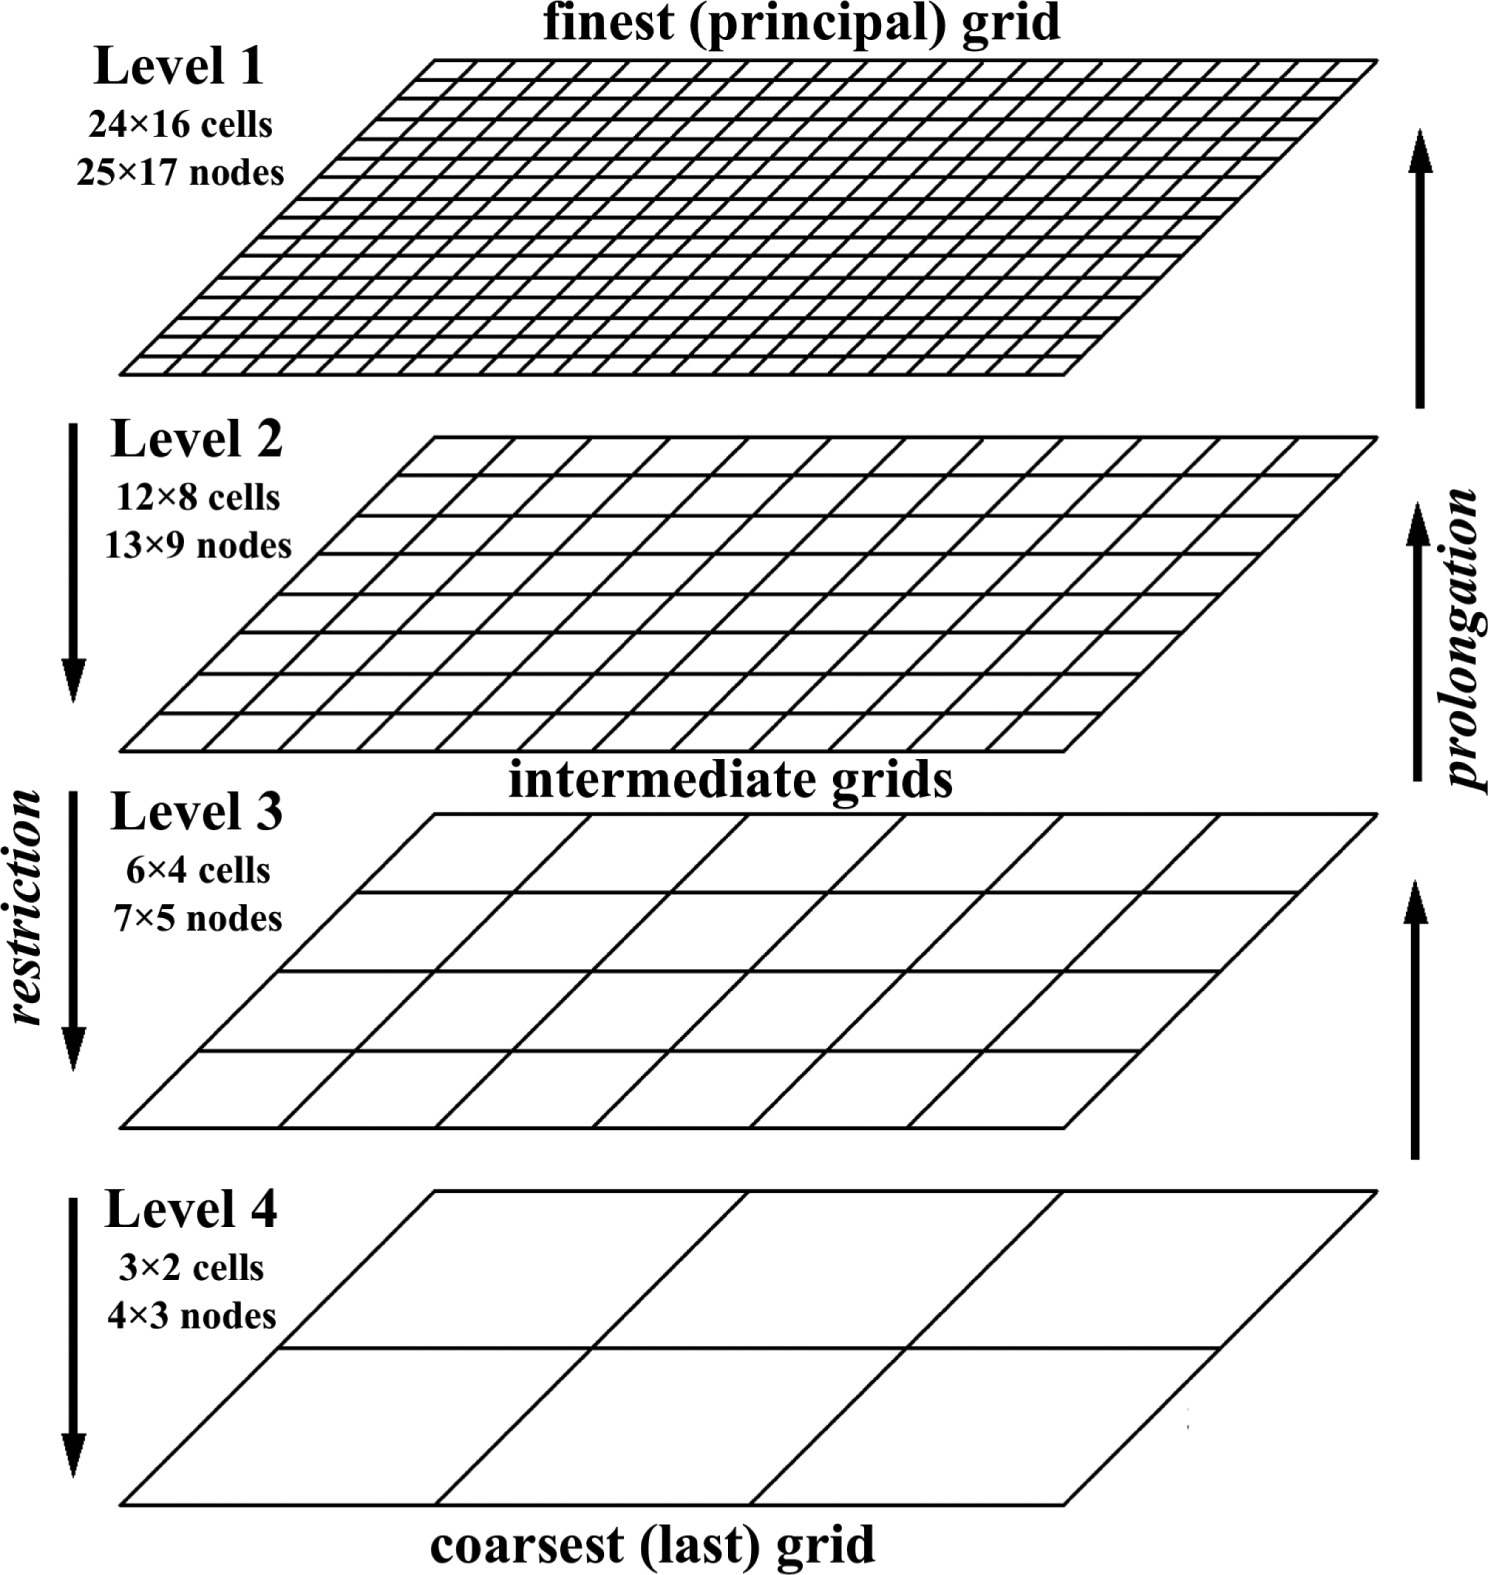 finest (principal) grid
Level 1
24×16 cells
25×17 nodes
Level 2
12×8 cells
13×9 nodes
prolongation
intermediate grids
restriction
Level 3
6×4 cells
7×5 nodes
Level 4
3×2 cells
4×3 nodes
coarsest (last) grid